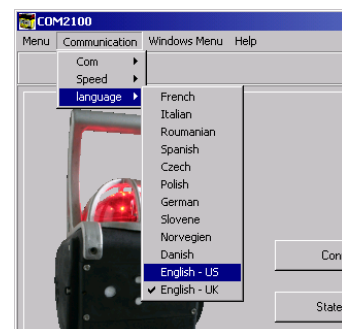 COM2100
Menu Communication Windows Menu Help
Com
Speed
language
French
Italian
Roumanian
Spanish
Czech
Polish
German
Slovene
Norvegien
Danish
English - US
English - UK
Con
State